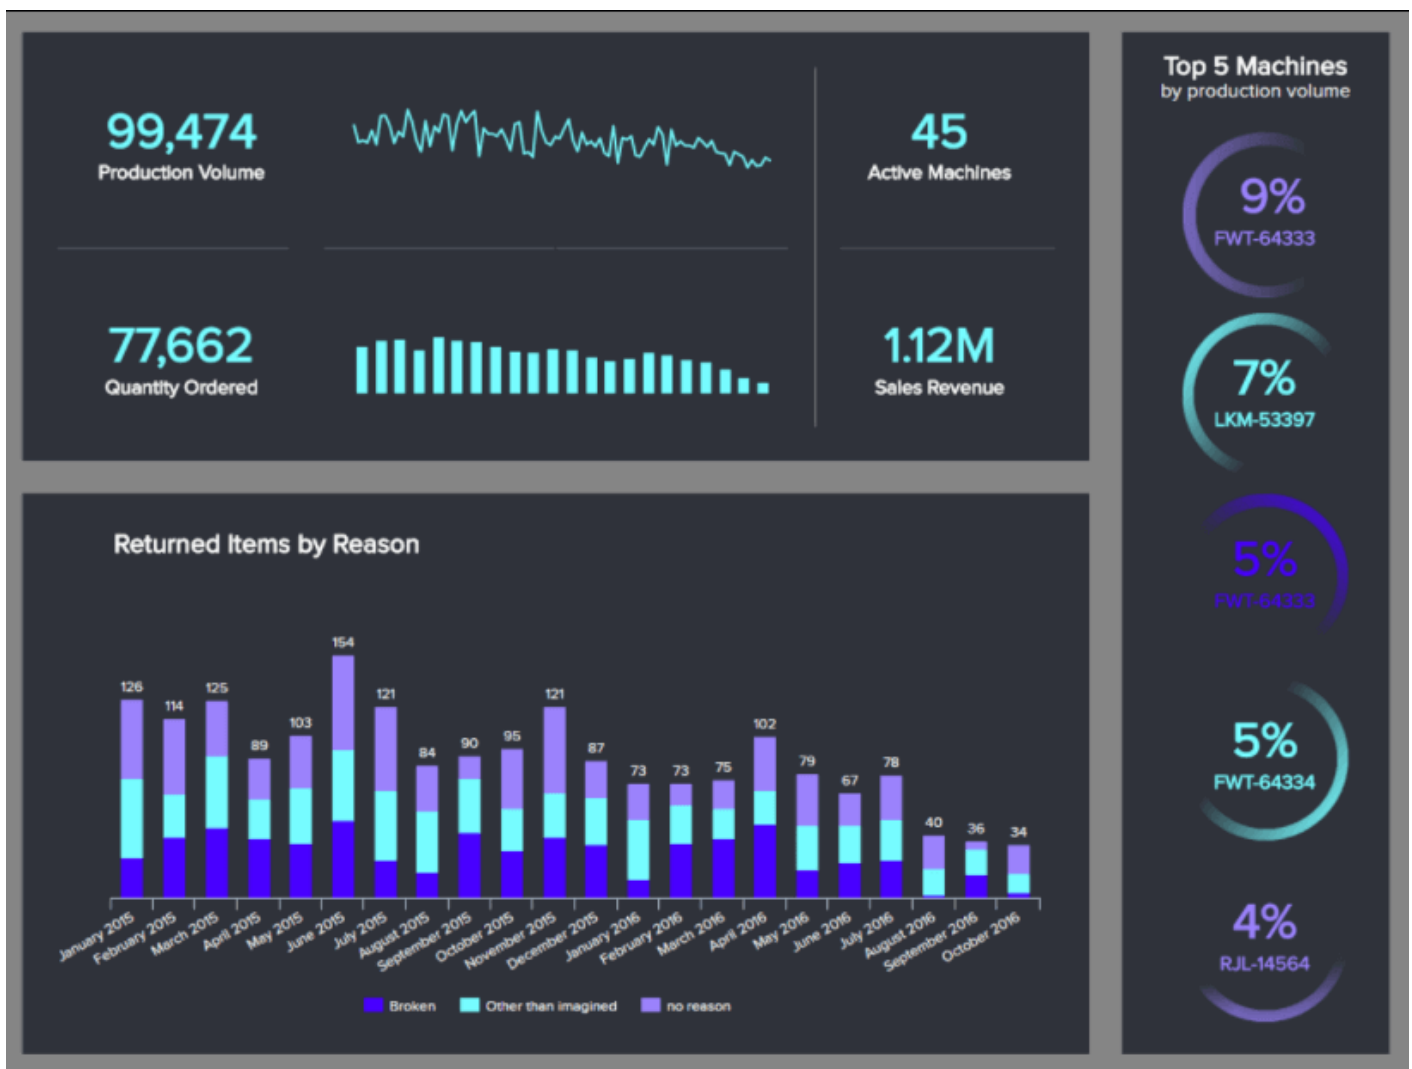 99,474
Production Volume
45
Active Machines
77,662
Quantity Ordered
1.12M
Sales Revenue
Top 5 Machines
by production volume
9%
FWT-64333
7%
LKM-53397
5%
FWT-64333
5%
FWT-64334
4%
RJL-14564
Returned Items by Reason
126
114
125
89
103
154
121
84
90
95
121
87
73
73
75
102
79
67
78
40
36
34
January 2015
February 2015
March 2015
April 2015
May 2015
June 2015
July 2015
August 2015
September 2015
October 2015
November 2015
December 2015
January 2016
February 2016
March 2016
April 2016
May 2016
June 2016
July 2016
August 2016
September 2016
October 2016
Broken
Other than imagined
no reason